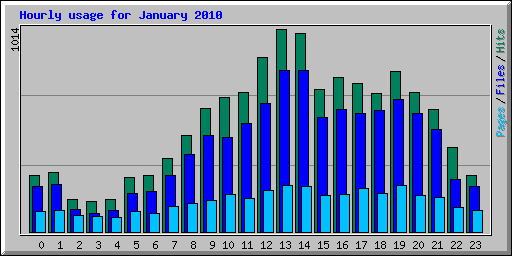 Hourly usage for January 2010
1014
Pages / Files / Hits
0 1 2 3 4 5 6 7 8 9 10 11 12 13 14 15 16 17 18 19 20 21 22 23